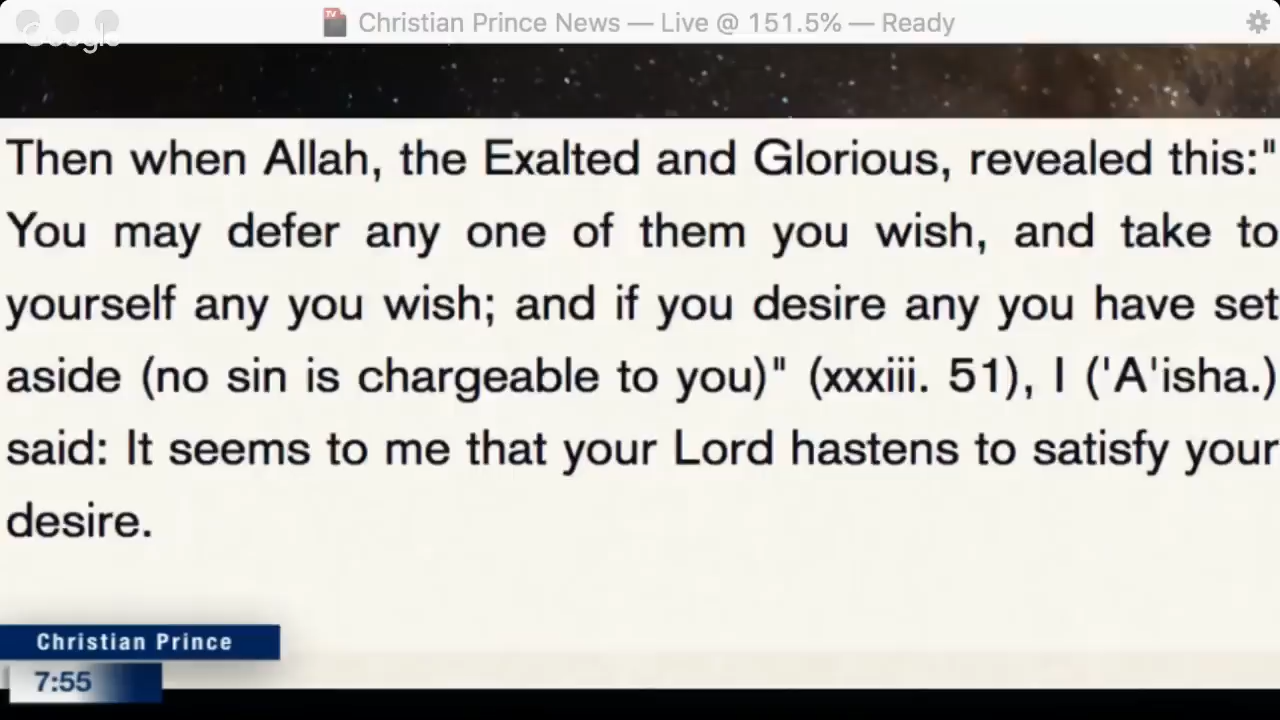 Christian Prince News — Live @ 151.5% — Ready
Google
Then when Allah, the Exalted and Glorious, revealed this:"
You may defer any one of them you wish, and take to
yourself any you wish; and if you desire any you have set
aside (no sin is chargeable to you)" (xxxiii. 51), I ('A'isha.)
said: It seems to me that your Lord hastens to satisfy your
desire.
Christian Prince
7:55